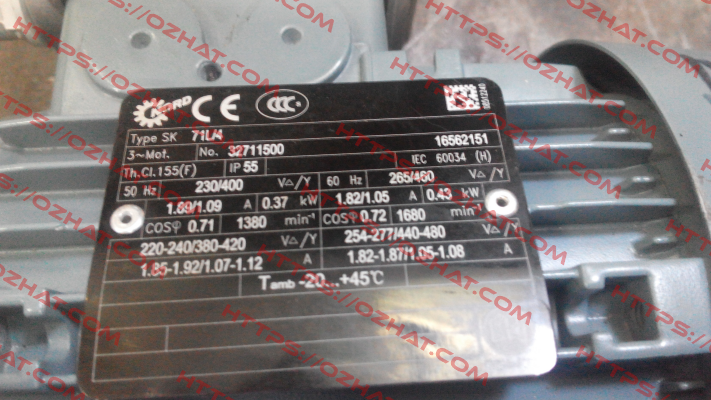 NORD CE CCC
06512240
Type SK 71L/4 16562151
3~Mot. No. 32711500 IEC 60034 (H)
Th.Cl.155(F) IP 55
50 Hz 230/400 V△/Y 60 Hz 265/460 V△/Y
1.89/1.09 A 0.37 kW 1.82/1.05 A 0.43 kW
COSφ 0.71 1380 min⁻¹ COSφ 0.72 1680 min⁻¹
220-240/380-420 V△/Y 254-277/440-480 V△/Y
1.85-1.92/1.07-1.12 A 1.82-1.87/1.05-1.08 A
Tamb -20...+45℃
HTTPS://OZHAT.COM